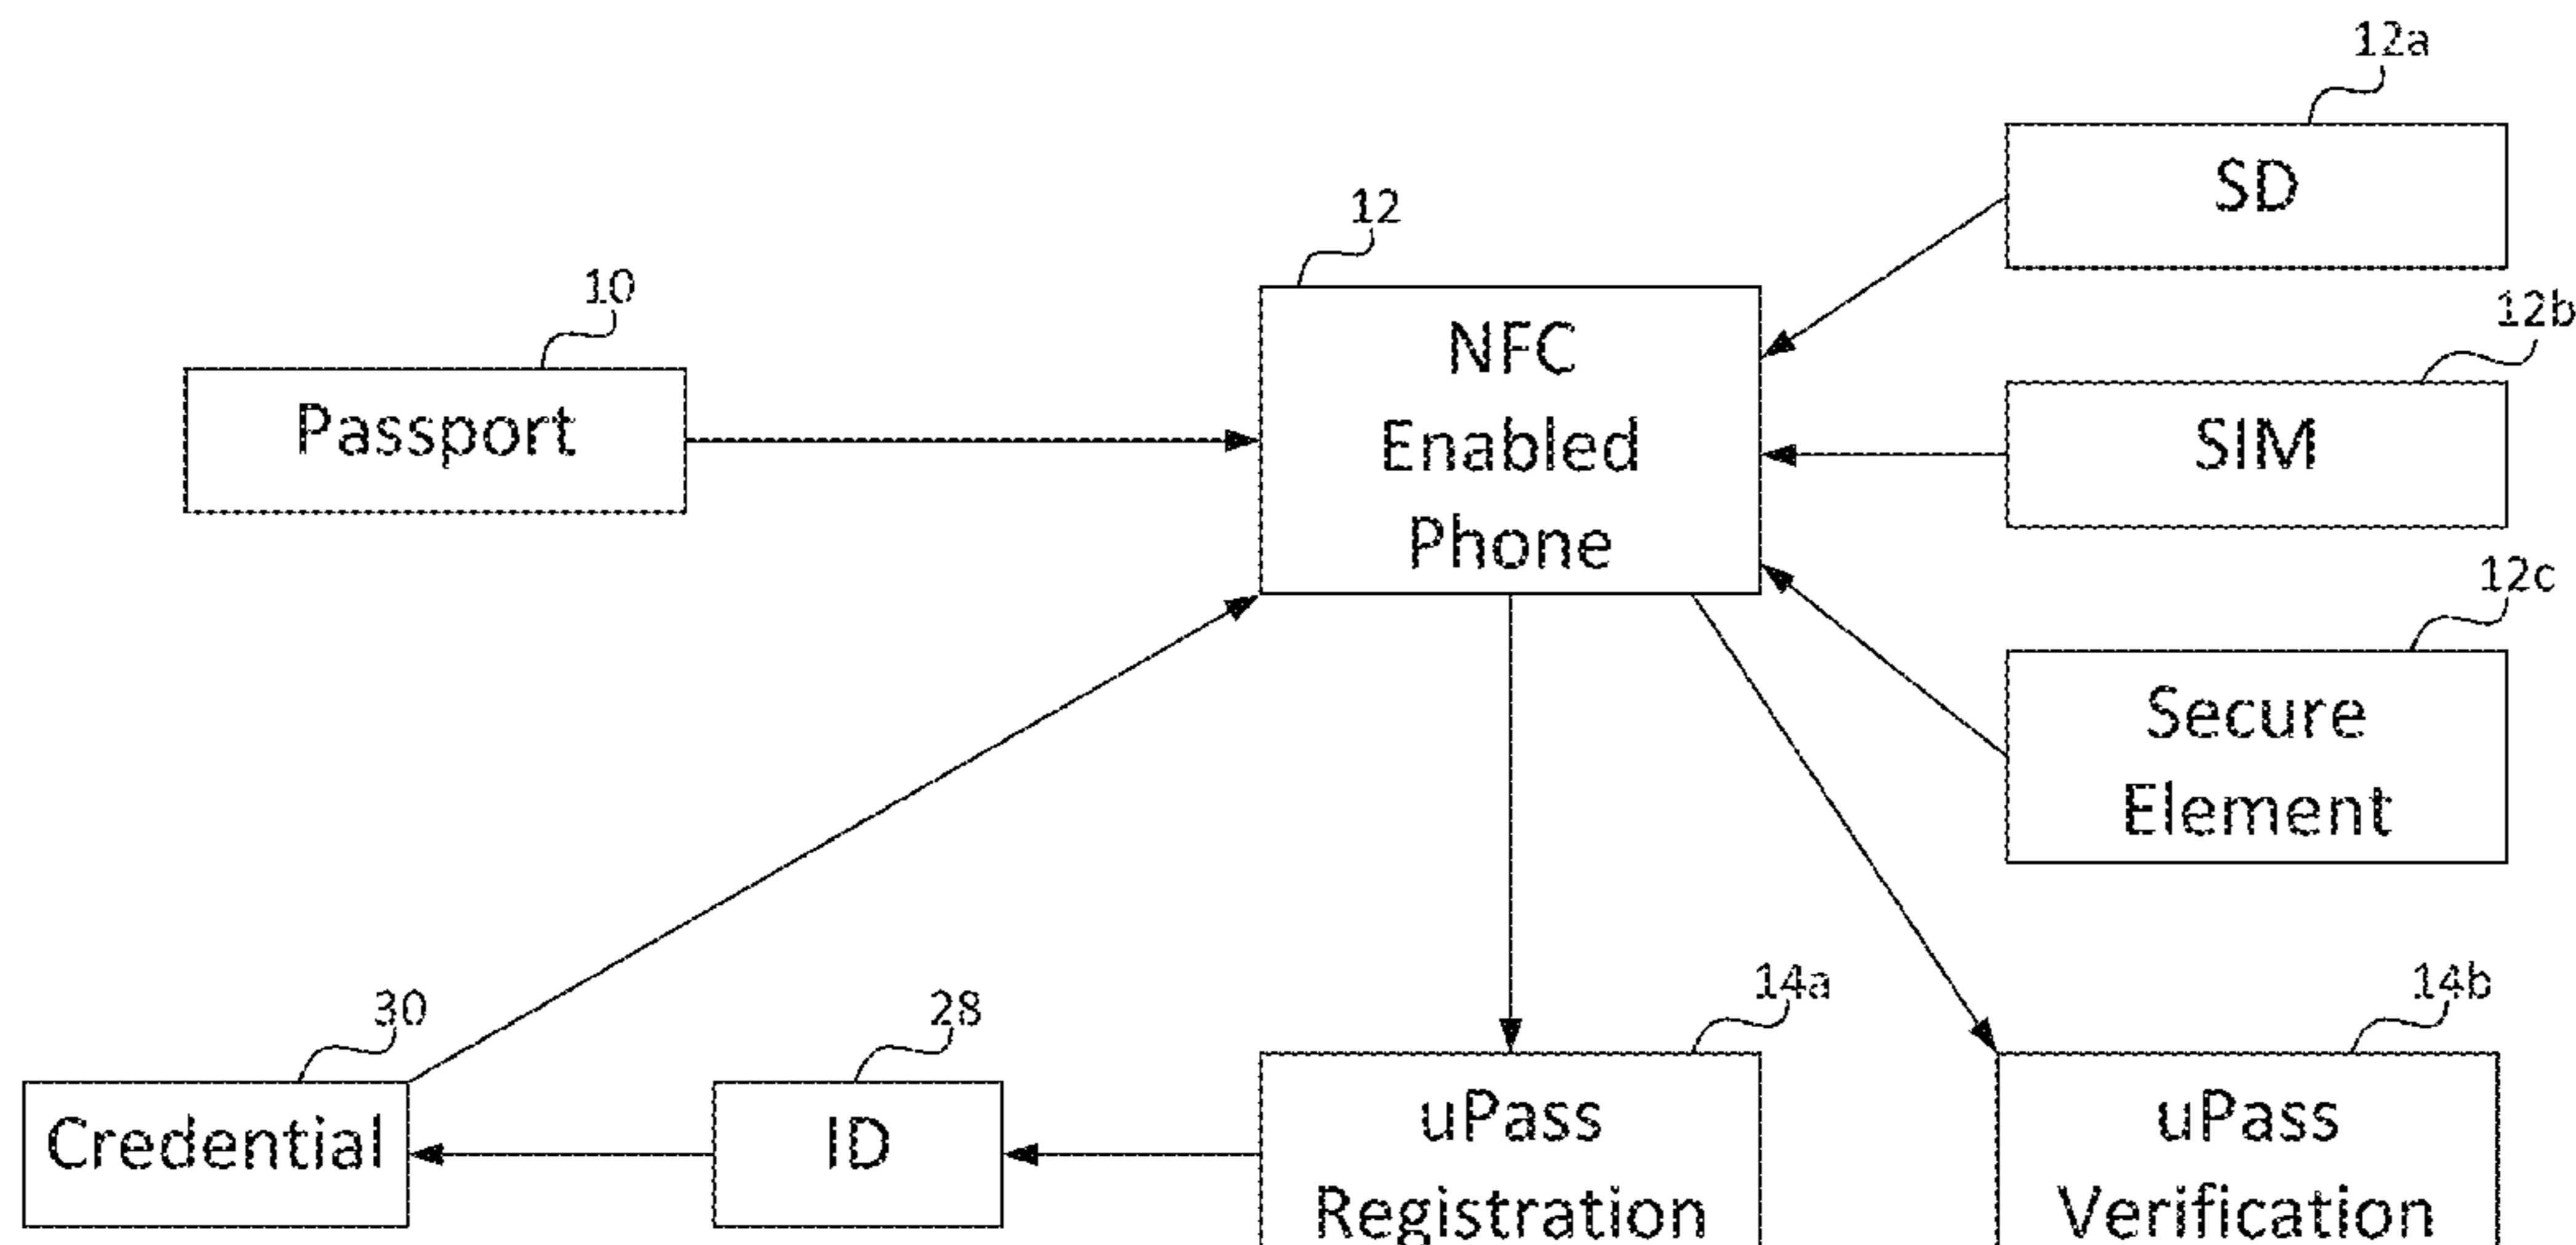 12a
SD
12
12b
10
NFC
Enabled
Phone
Passport
SIM
12c
Secure
Element
30
28
14a
14b
Credential
ID
uPass
Registration
uPass
Verification